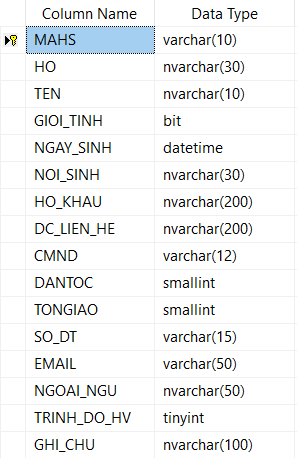 Column Name Data Type
MAHS varchar(10)
HO nvarchar(30)
TEN nvarchar(10)
GIOI_TINH bit
NGAY_SINH datetime
NOI_SINH nvarchar(30)
HO_KHAU nvarchar(200)
DC_LIEN_HE nvarchar(200)
CMND varchar(12)
DANTOC smallint
TONGIAO smallint
SO_DT varchar(15)
EMAIL varchar(50)
NGOAI_NGU nvarchar(50)
TRINH_DO_HV tinyint
GHI_CHU nvarchar(100)